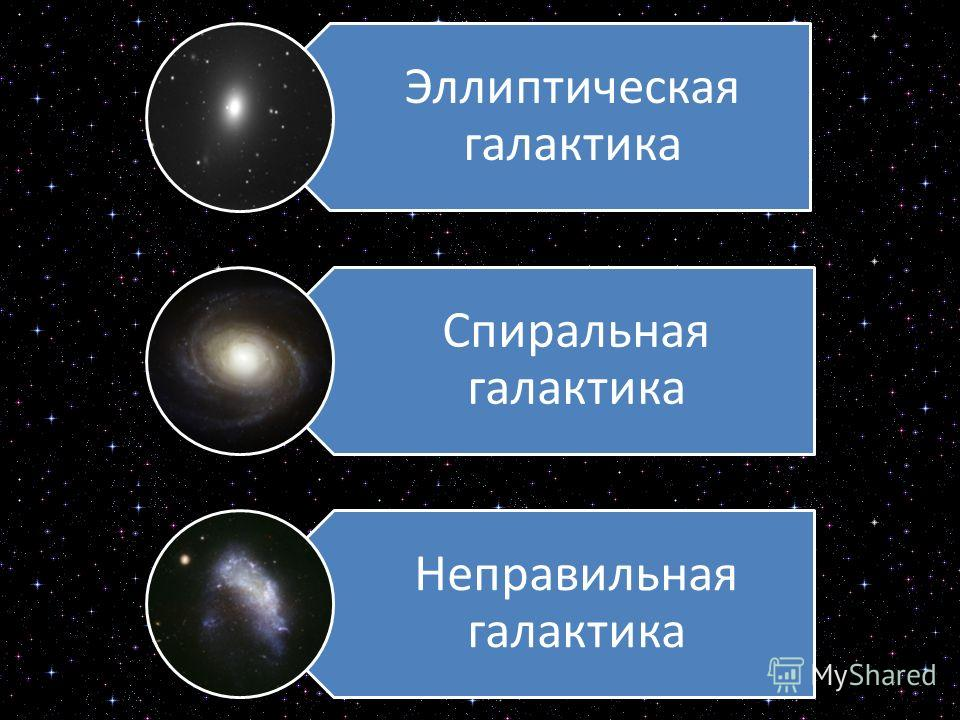 Эллиптическая
галактика
Спиральная
галактика
Неправильная
галактика
MyShared